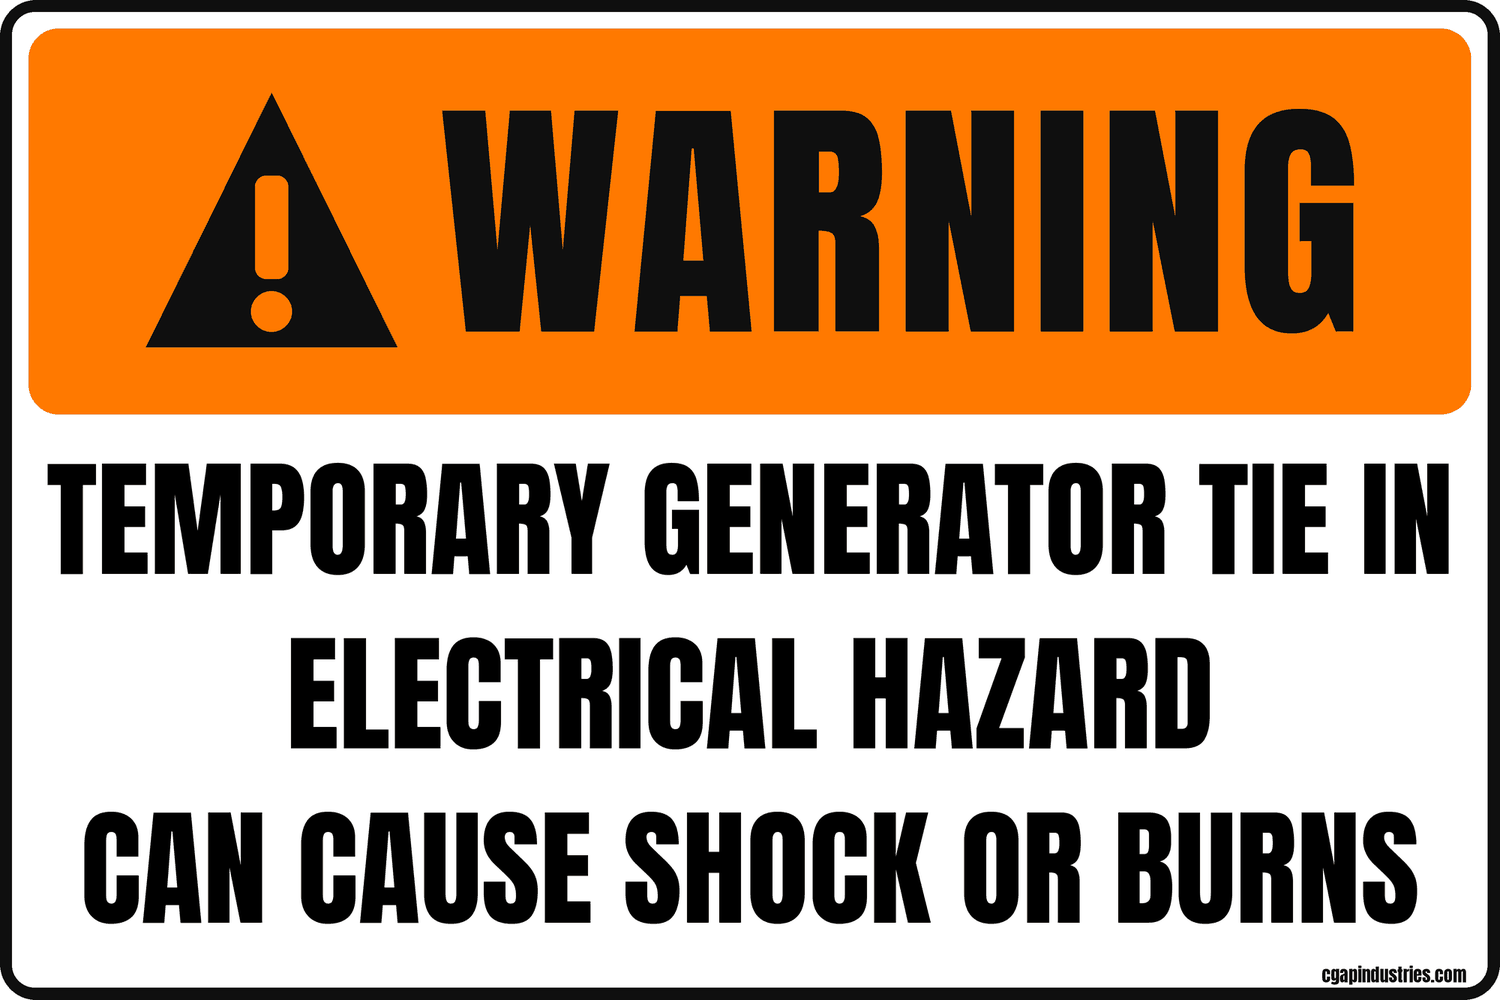 WARNING
TEMPORARY GENERATOR TIE IN
ELECTRICAL HAZARD
CAN CAUSE SHOCK OR BURNS
cgapindustries.com